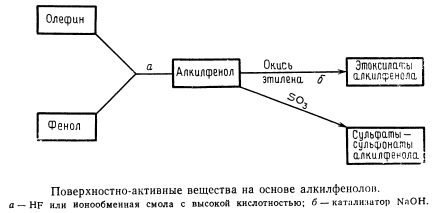 Олефин
Фенол
а
Алкилфенол
Окись
этилена б
SO₃
Этоксилаты
алкилфенола
Сульфаты—
сульфонаты
алкилфенола
Поверхностно-активные вещества на основе алкилфенолов.
а — HF или ионообменная смола с высокой кислотностью; б — катализатор NaOH.